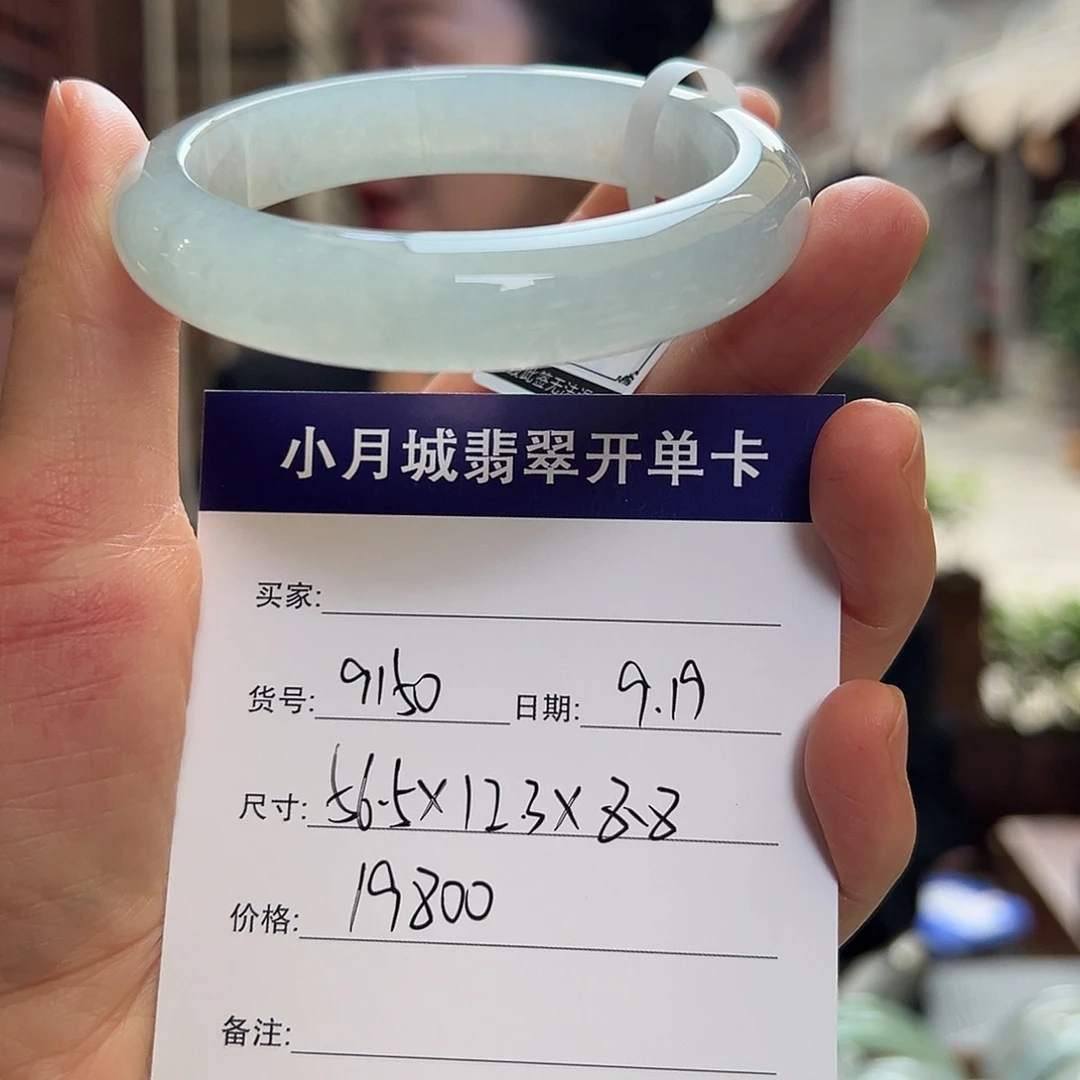 小月城翡翠开单卡
买家:
货号: 9150 日期: 9.19
尺寸: 56.5×12.3×8.8
价格: 19800
备注: